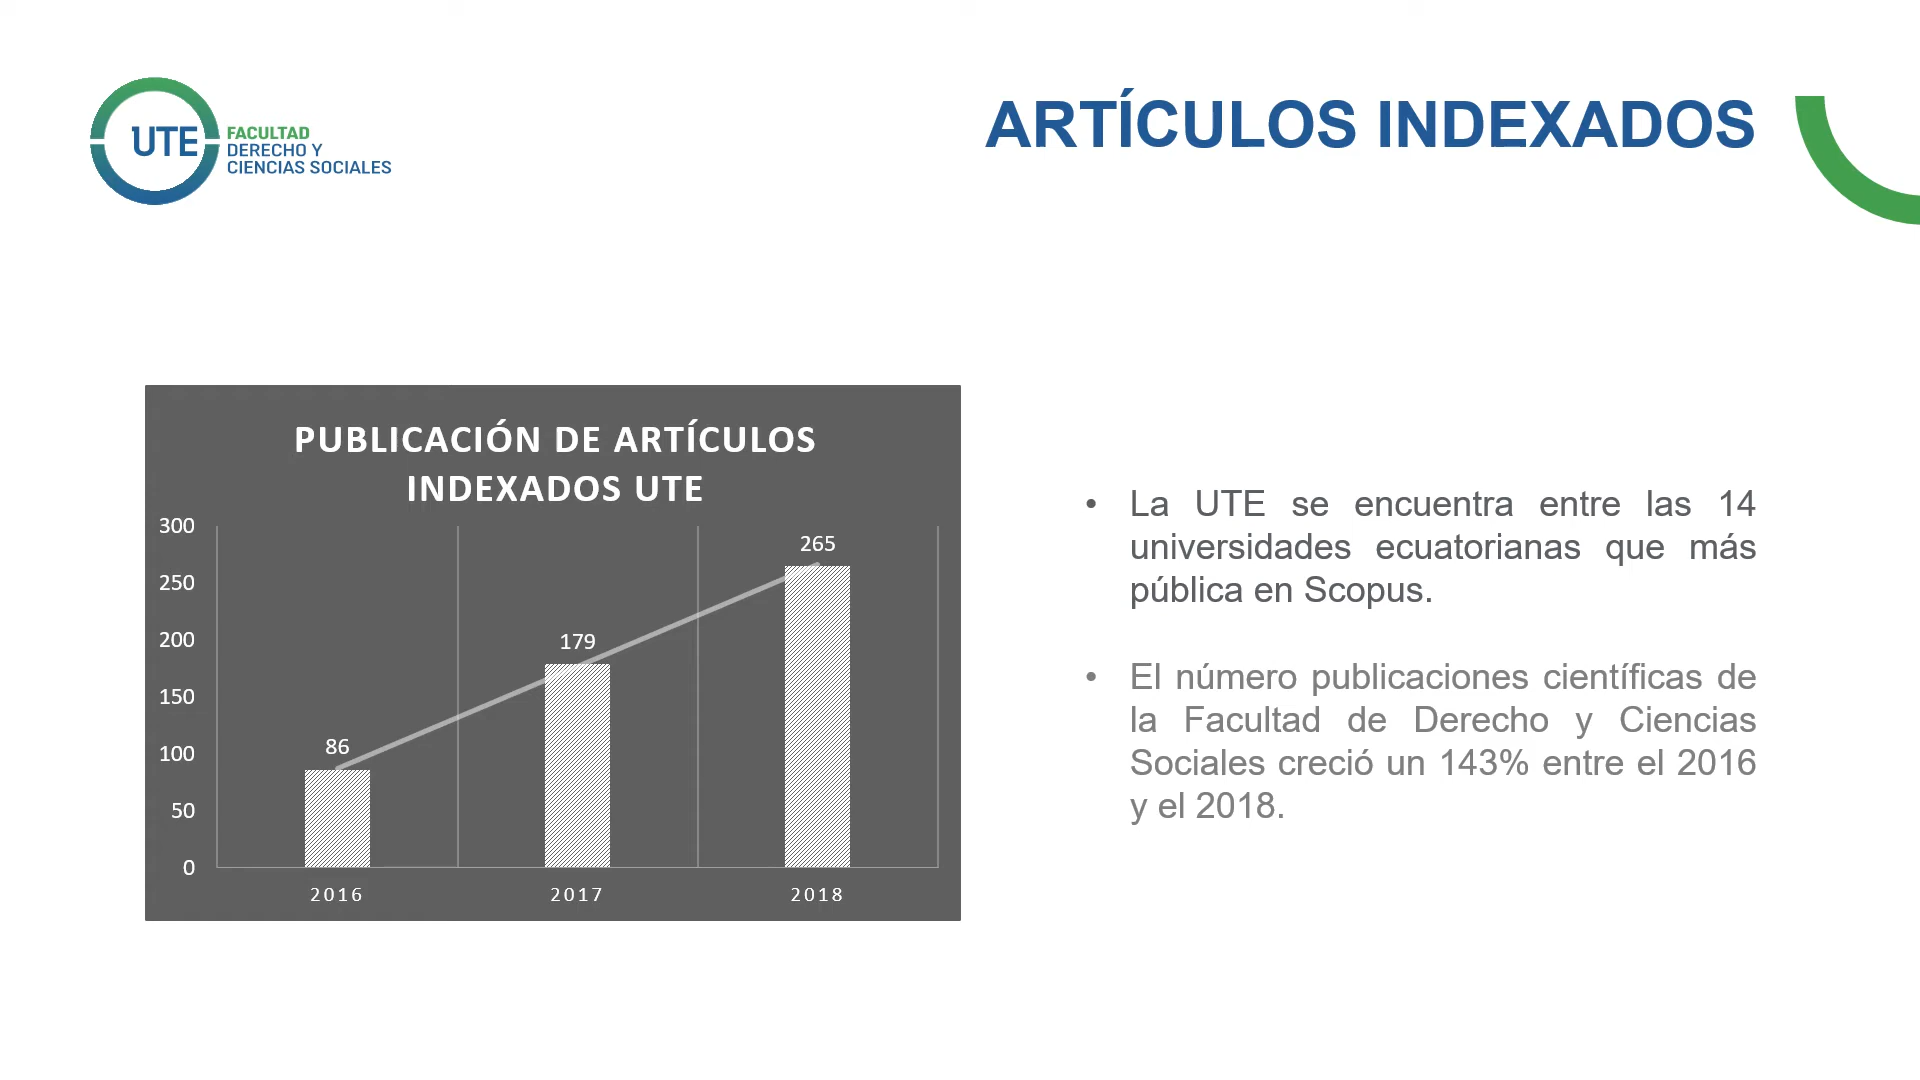 UTE
FACULTAD
DERECHO Y
CIENCIAS SOCIALES
ARTÍCULOS INDEXADOS
PUBLICACIÓN DE ARTÍCULOS
INDEXADOS UTE
300
250
200
150
100
50
0
86
179
265
2016
2017
2018
• La UTE se encuentra entre las 14
universidades ecuatorianas que más
pública en Scopus.
• El número publicaciones científicas de
la Facultad de Derecho y Ciencias
Sociales creció un 143% entre el 2016
y el 2018.